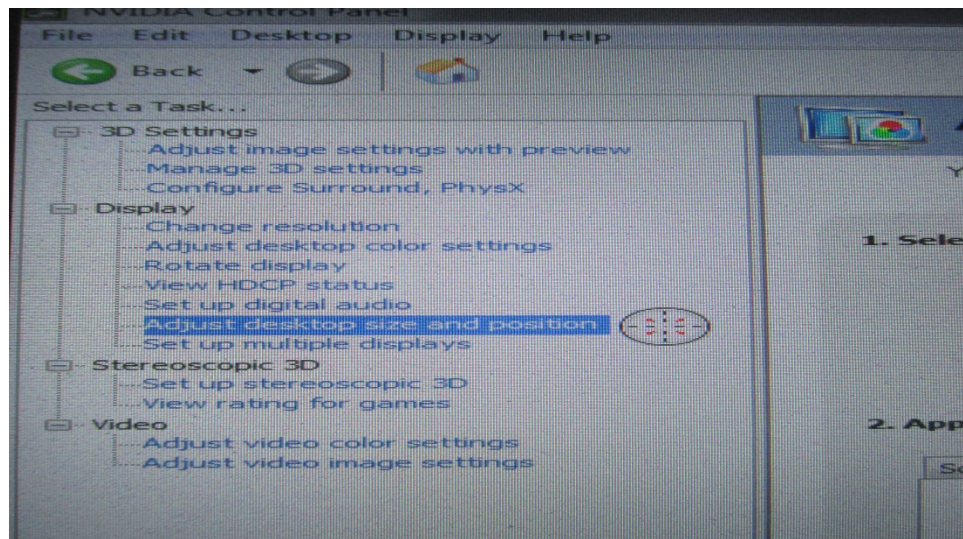 NVIDIA Control Panel
File Edit Desktop Display Help
Back
Select a Task...
3D Settings
Adjust image settings with preview
Manage 3D settings
Configure Surround, PhysX
Display
Change resolution
Adjust desktop color settings
Rotate display
View HDCP status
Set up digital audio
Adjust desktop size and position
Set up multiple displays
Stereoscopic 3D
Set up stereoscopic 3D
View rating for games
Video
Adjust video color settings
Adjust video image settings
1. Sele
2. App